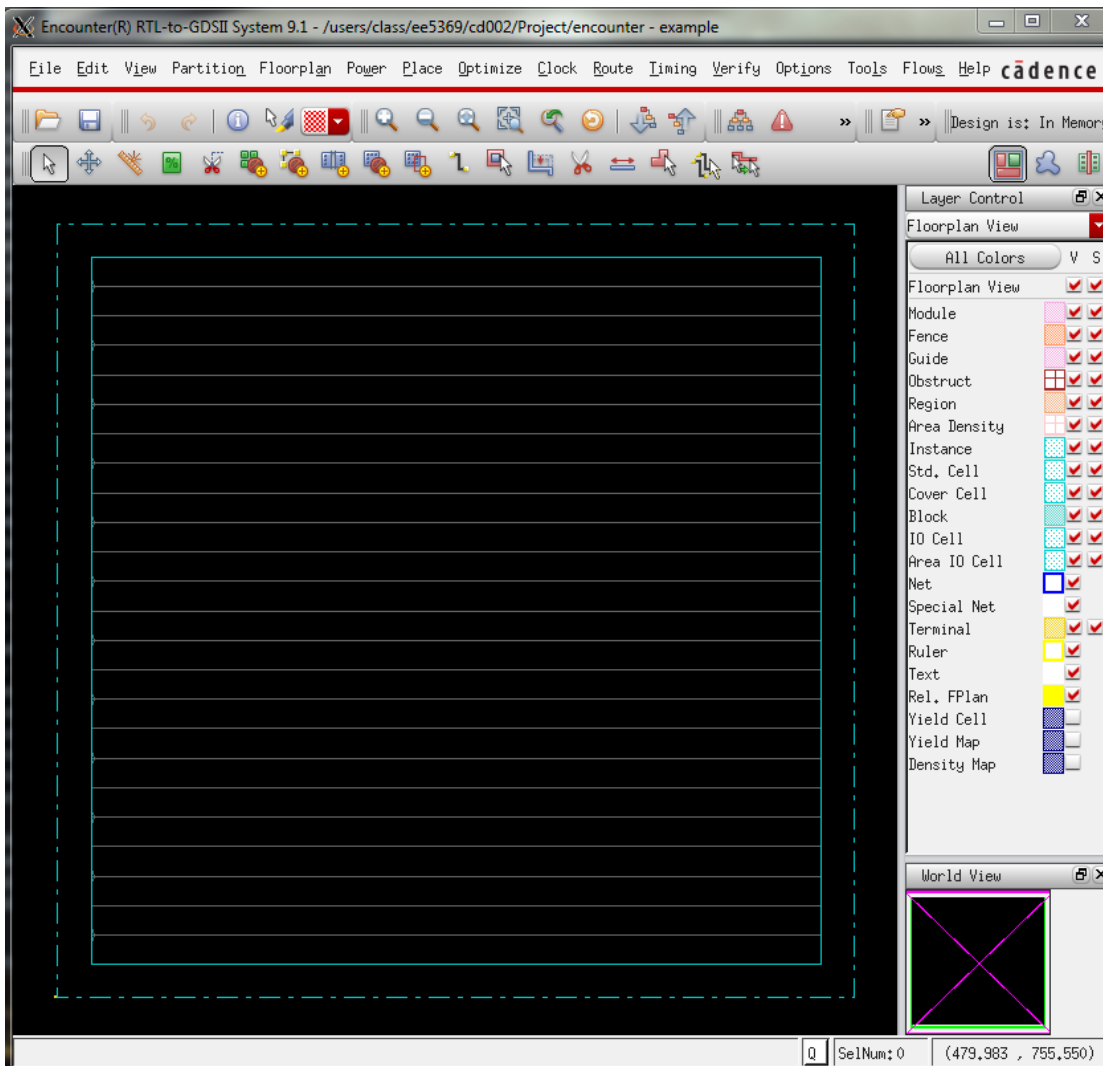 Encounter(R) RTL-to-GDSII System 9.1 - /users/class/ee5369/cd002/Project/encounter - example
File Edit View Partition Floorplan Power Place Optimize Clock Route Timing Verify Options Tools Flows Help cādence
» » Design is: In Memory
Layer Control
Floorplan View
All Colors V S
Floorplan View
Module
Fence
Guide
Obstruct
Region
Area Density
Instance
Std. Cell
Cover Cell
Block
IO Cell
Area IO Cell
Net
Special Net
Terminal
Ruler
Text
Rel. FPlan
Yield Cell
Yield Map
Density Map
World View
Q SelNum:0 (479.983 , 755.550)